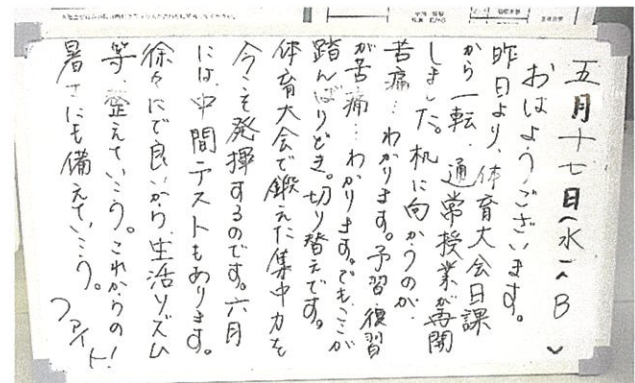 五月十七日(水)(B)
おはようございます。
昨日より、体育大会日課
から一転、通常授業が再開
しました。机に向かうのが
苦痛…わかります。予習復習
が苦痛…わかります。でも、ここが
踏んばりどき。切り替えです。
体育大会で鍛えた集中力を
今こそ発揮するのです。六月
には、中間テストもあります。
徐々にで良いから、生活リズム
等、整えていこう。これからの
暑さにも備えていこう。ファイト!